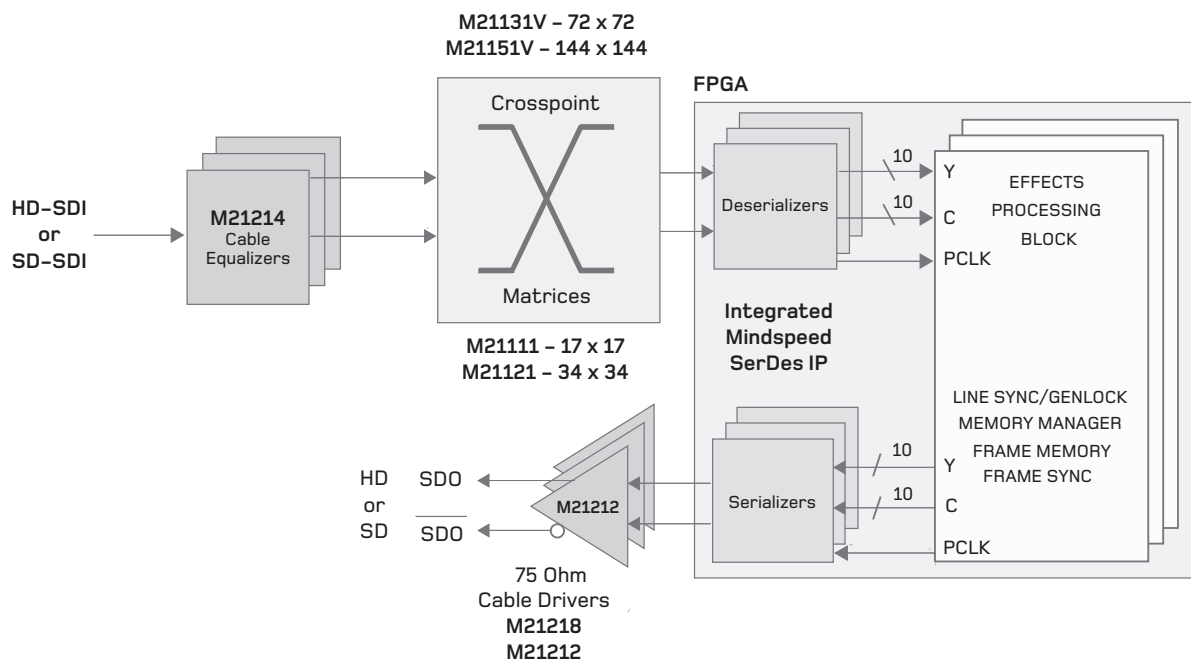 M21131V – 72 x 72
M21151V – 144 x 144
FPGA
Crosspoint
Matrices
HD–SDI
or
SD–SDI
M21214
Cable
Equalizers
M21111 – 17 x 17
M21121 – 34 x 34
Deserializers
10
10
Y
C
PCLK
EFFECTS
PROCESSING
BLOCK
Integrated
Mindspeed
SerDes IP
LINE SYNC/GENLOCK
MEMORY MANAGER
FRAME MEMORY
FRAME SYNC
10
10
Y
C
PCLK
Serializers
M21212
HD
or
SD
SDO
SDO
75 Ohm
Cable Drivers
M21218
M21212